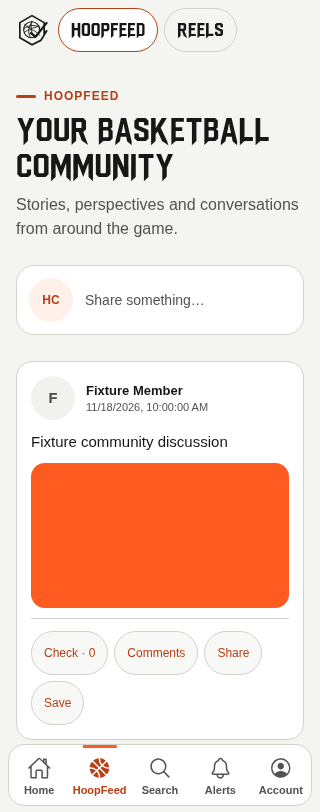 HOOPFEED
REELS
HOOPFEED
YOUR BASKETBALL
COMMUNITY
Stories, perspectives and conversations
from around the game.
HC
Share something…
F
Fixture Member
11/18/2026, 10:00:00 AM
Fixture community discussion
Check · 0
Comments
Share
Save
Home
HoopFeed
Search
Alerts
Account